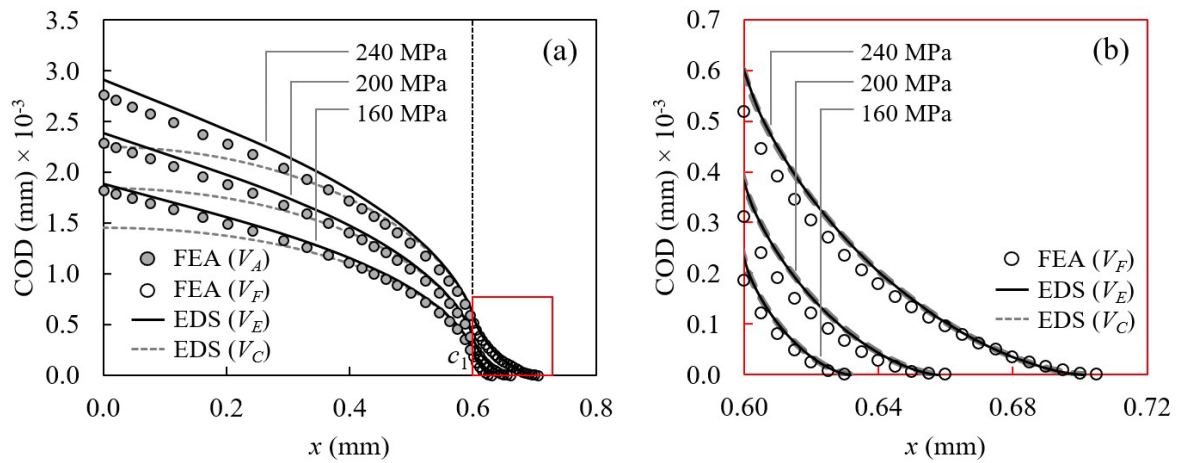 (a)
COD (mm) × 10⁻³
3.5
3.0
2.5
2.0
1.5
1.0
0.5
0.0
240 MPa
200 MPa
160 MPa
FEA (V_A)
FEA (V_F)
EDS (V_E)
EDS (V_C)
c₁
0.0 0.2 0.4 0.6 0.8
x (mm)
(b)
COD (mm) × 10⁻³
0.7
0.6
0.5
0.4
0.3
0.2
0.1
0.0
240 MPa
200 MPa
160 MPa
FEA (V_F)
EDS (V_E)
EDS (V_C)
0.60 0.64 0.68 0.72
x (mm)